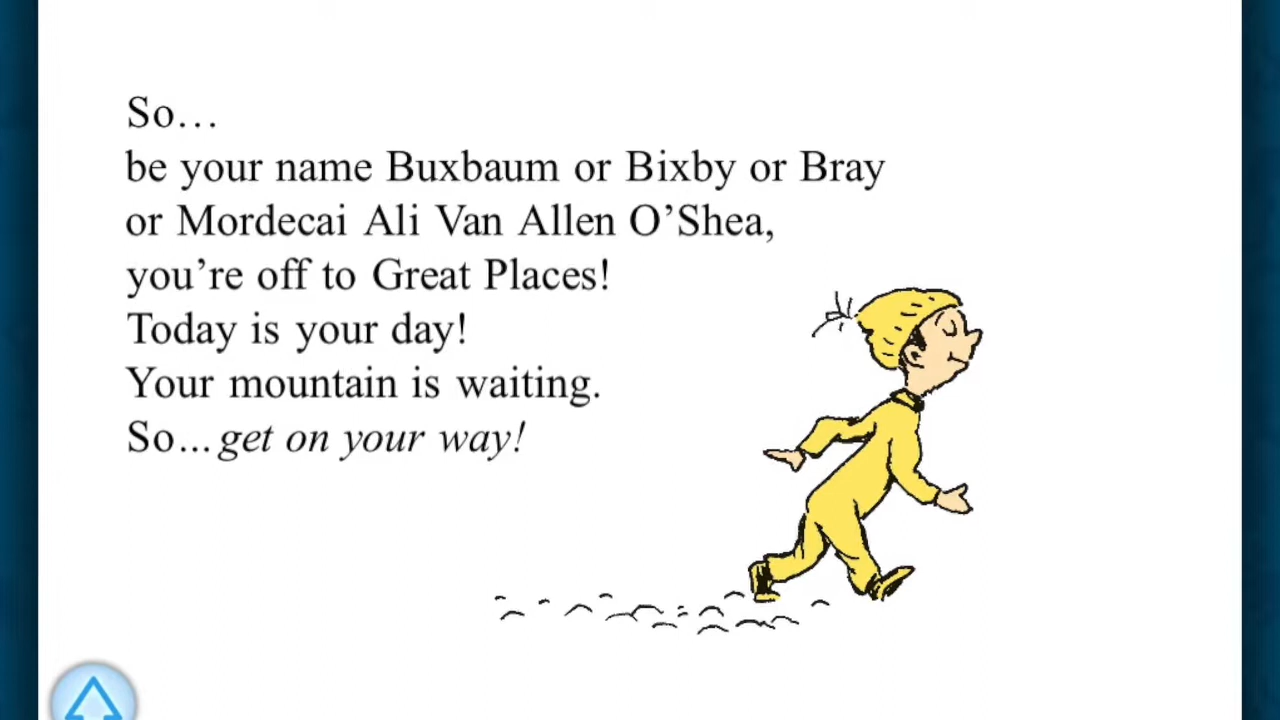 So…
be your name Buxbaum or Bixby or Bray
or Mordecai Ali Van Allen O’Shea,
you’re off to Great Places!
Today is your day!
Your mountain is waiting.
So…get on your way!